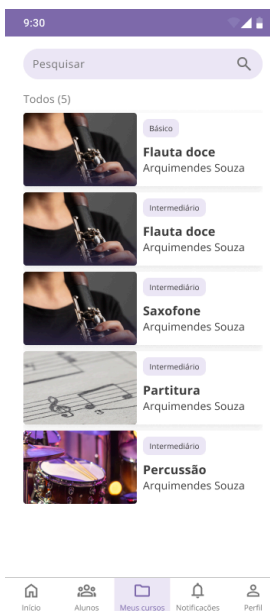 9:30
Pesquisar
Todos (5)
Básico
Flauta doce
Arquimendes Souza
Intermediário
Flauta doce
Arquimendes Souza
Intermediário
Saxofone
Arquimendes Souza
Intermediário
Partitura
Arquimendes Souza
Intermediário
Percussão
Arquimendes Souza
Início Alunos Meus cursos Notificações Perfil